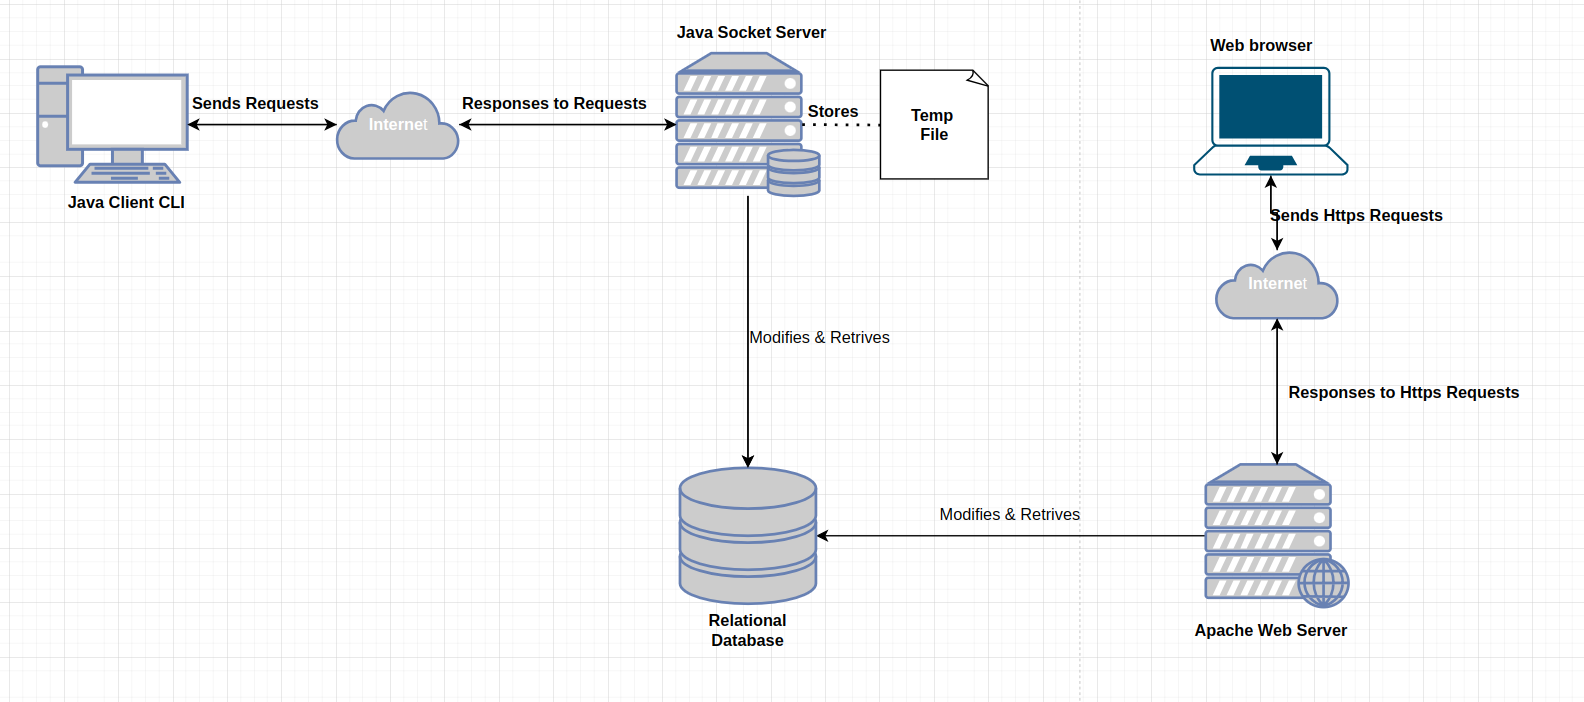 Java Socket Server
Web browser
Sends Requests
Responses to Requests
Stores
Temp
File
Internet
Java Client CLI
Sends Https Requests
Internet
Modifies & Retrives
Responses to Https Requests
Modifies & Retrives
Relational
Database
Apache Web Server